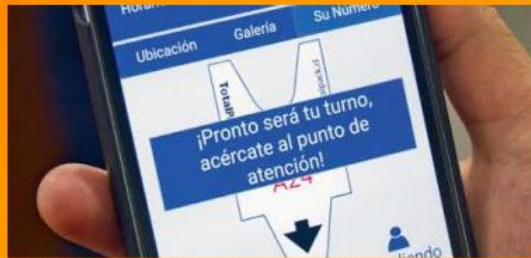 Ubicación
Galería
Su Número
¡Pronto será tu turno,
acércate al punto de
atención!
A24